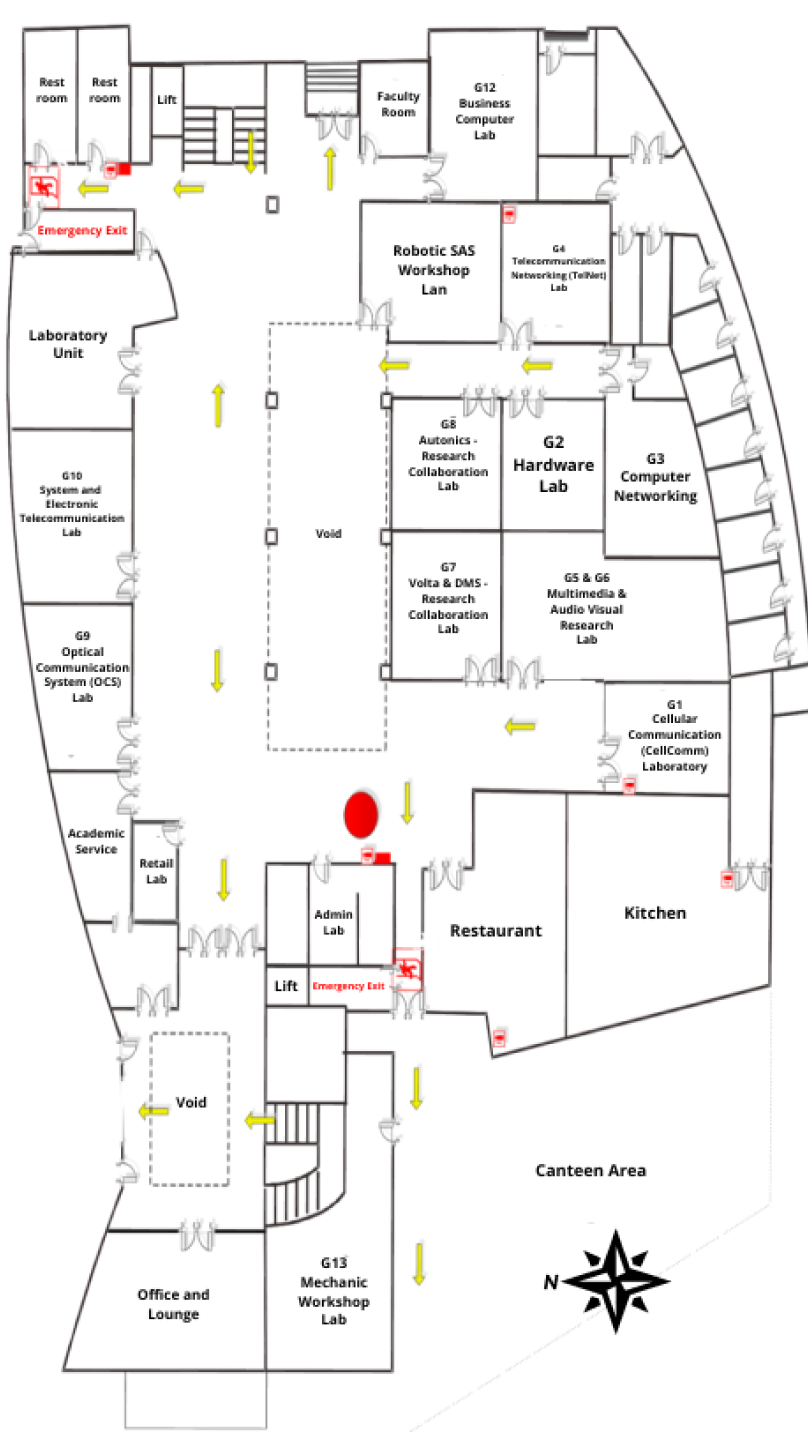 Rest
room
Rest
room
Lift
Faculty
Room
G12
Business
Computer
Lab
Emergency Exit
Robotic SAS
Workshop
Lan
G4
Telecommunication
Networking (TelNet)
Lab
Laboratory
Unit
G8
Autonics -
Research
Collaboration
Lab
G2
Hardware
Lab
G3
Computer
Networking
G10
System and
Electronic
Telecommunication
Lab
Void
G7
Volta & DMS -
Research
Collaboration
Lab
G5 & G6
Multimedia &
Audio Visual
Research
Lab
G9
Optical
Communication
System (OCS)
Lab
G1
Cellular
Communication
(CellComm)
Laboratory
Academic
Service
Retail
Lab
Admin
Lab
Restaurant
Kitchen
Lift
Emergency Exit
Void
Canteen Area
N
G13
Mechanic
Workshop
Lab
Office and
Lounge